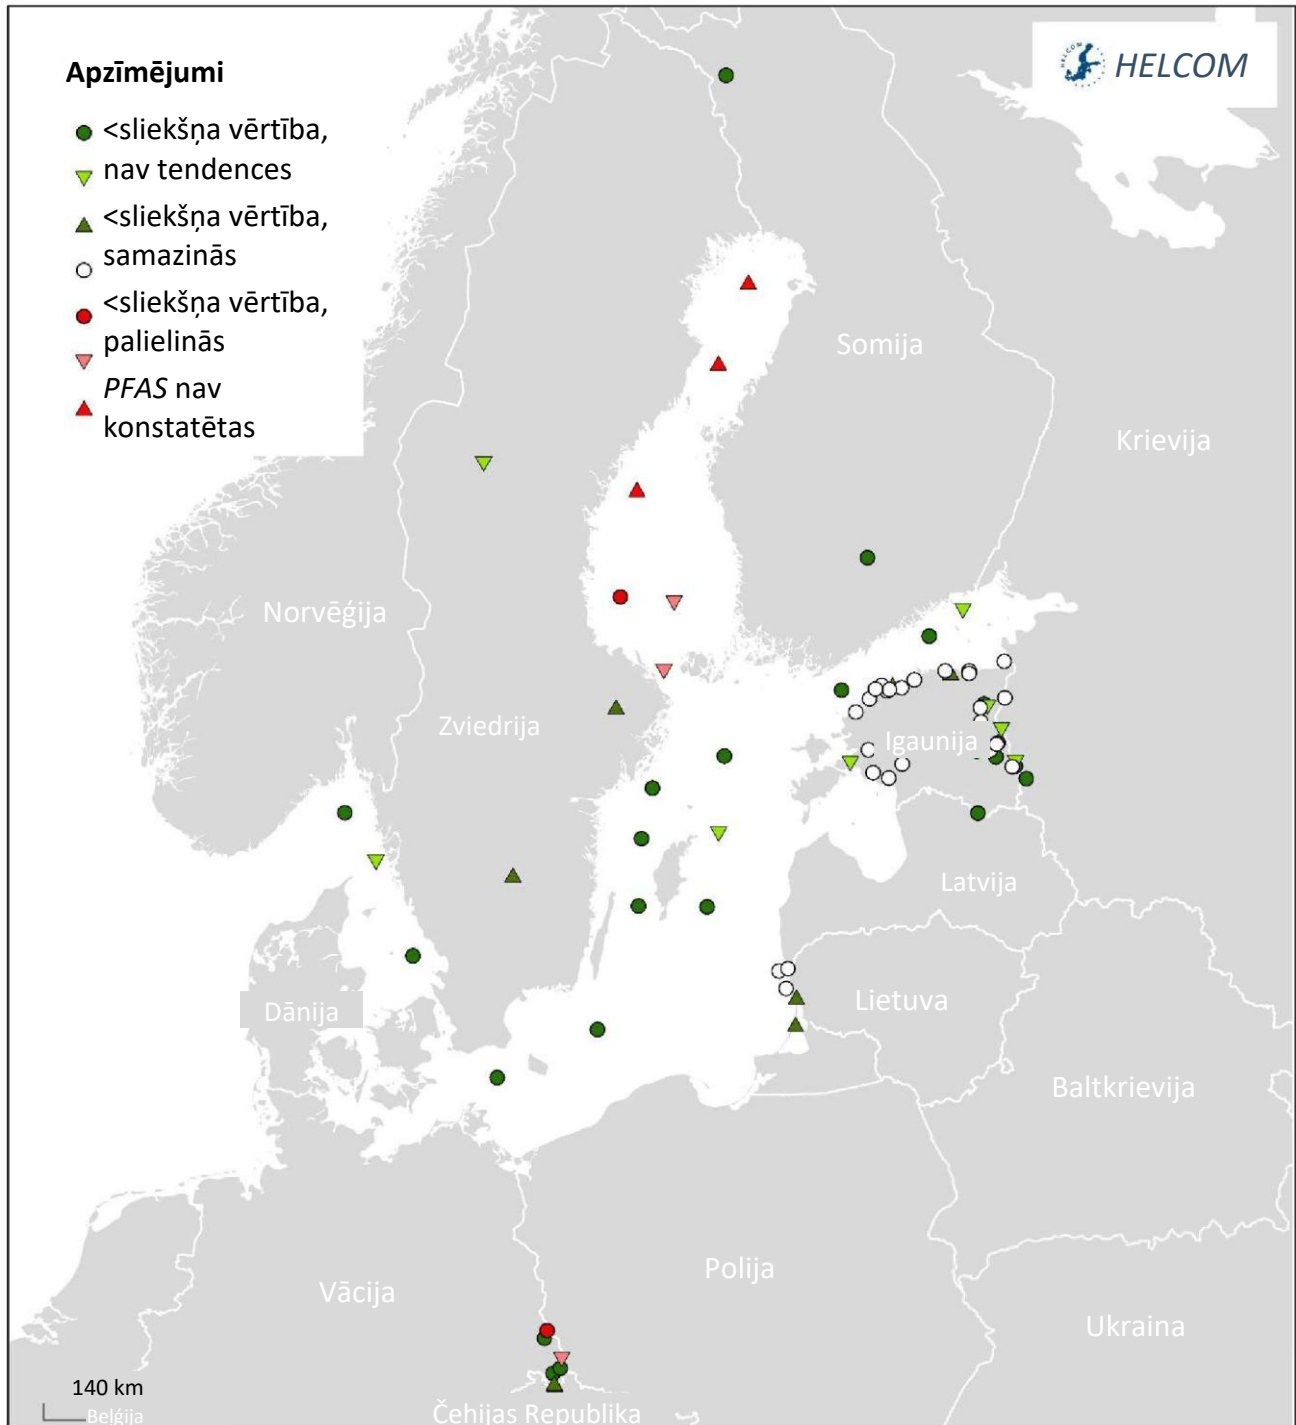 Apzīmējumi
HELCOM
<sliekšņa vērtība,
nav tendences
<sliekšņa vērtība,
samazinās
<sliekšņa vērtība,
palielinās
PFAS nav
konstatētas
Somija
Krievija
Norvēģija
Zviedrija
Igaunija
Latvija
Lietuva
Dānija
Baltkrievija
Polija
Vācija
Ukraina
140 km
Beļģija
Čehijas Republika